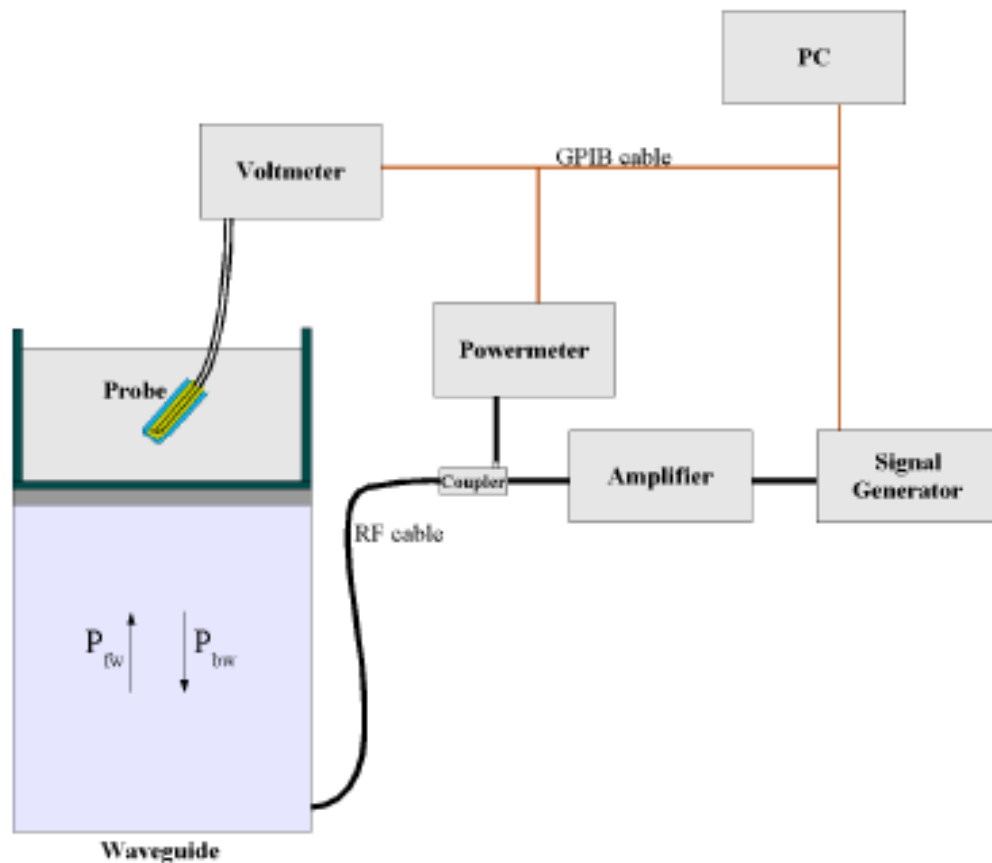 PC
Voltmeter
GPIB cable
Powermeter
Probe
Coupler
Amplifier
Signal
Generator
RF cable
P fw
P bw
Waveguide